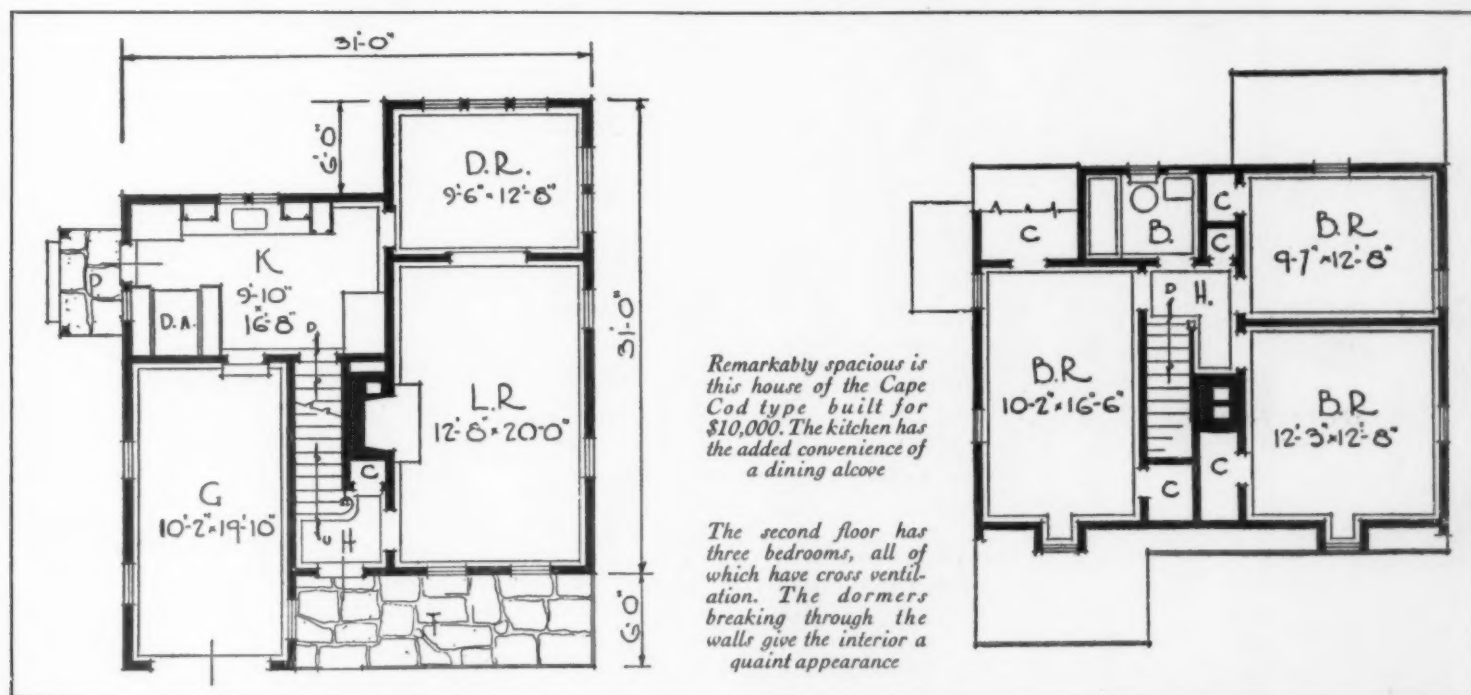 31'-0"
6'-0"
D.R.
9'-6" × 12'-8"
K
9'-10"
×
16'-8"
P
D.A.
D
31'-0"
L.R
12'-8" × 20'-0"
C
G
10'-2" × 19'-10"
U
H
T
6'-0"
Remarkably spacious is
this house of the Cape
Cod type built for
$10,000. The kitchen has
the added convenience of
a dining alcove
The second floor has
three bedrooms, all of
which have cross ventil-
ation. The dormers
breaking through the
walls give the interior a
quaint appearance
C
B.
C
C
B.R
9-7" × 12'-8"
D
H.
B.R
10-2" × 16'-6"
B.R
12'-3" × 12'-8"
C
C